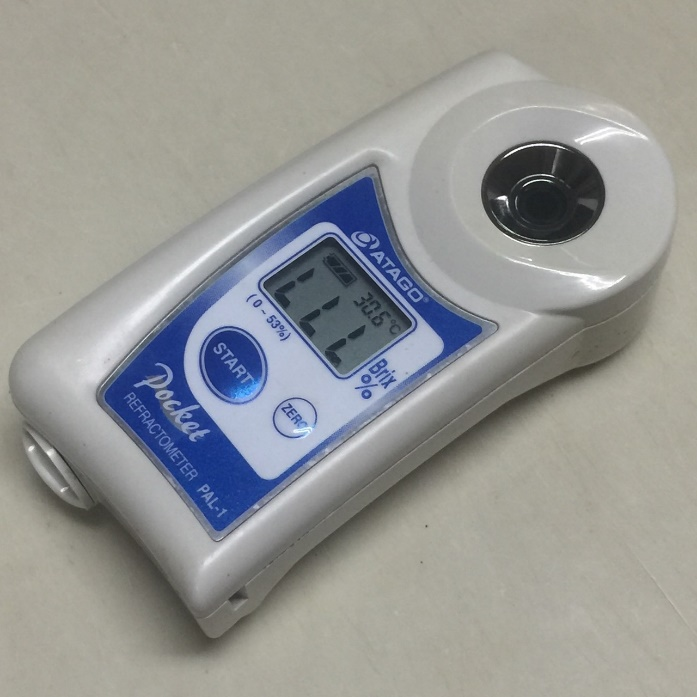 ATAGO®
30.6°C
LLL
(0~53%)
Brix
%
START
ZERO
Pocket
REFRACTOMETER PAL-1